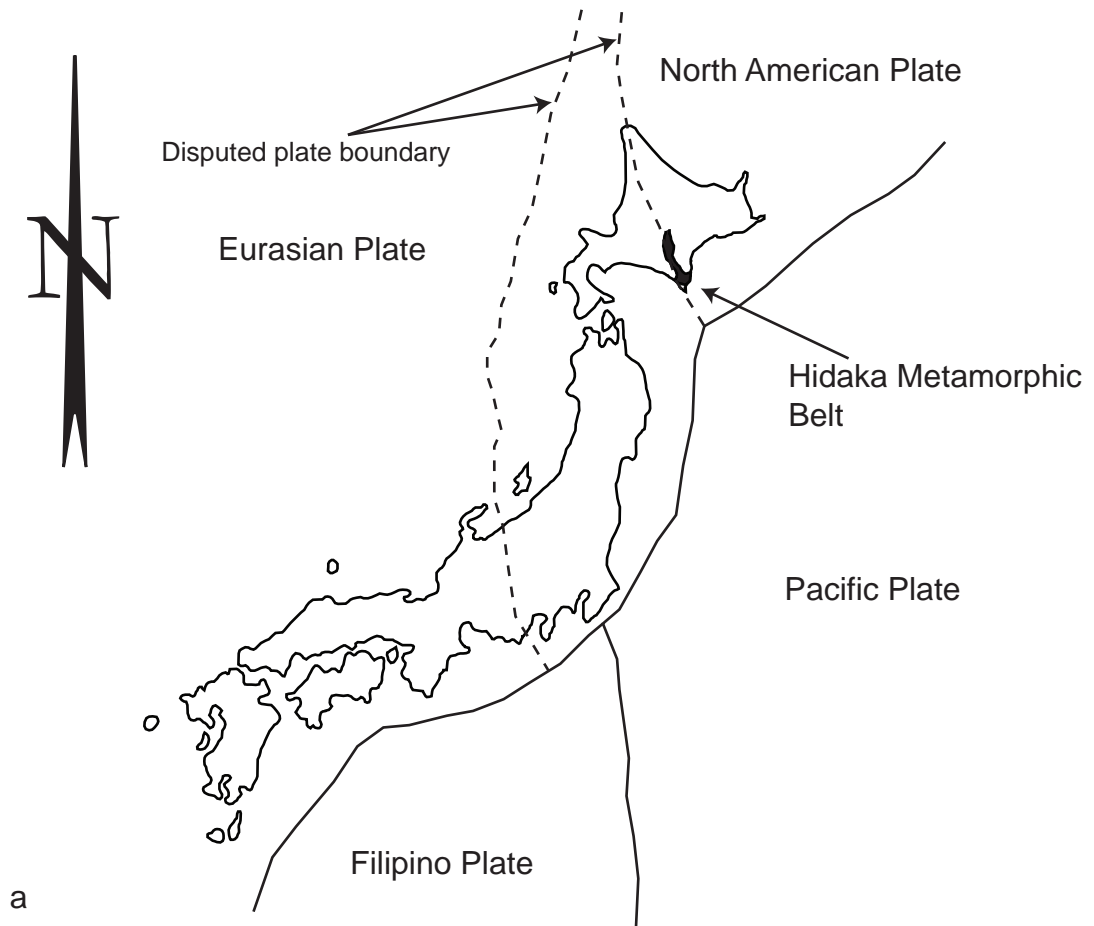 North American Plate
Disputed plate boundary
N
Eurasian Plate
Hidaka Metamorphic
Belt
Pacific Plate
Filipino Plate
a